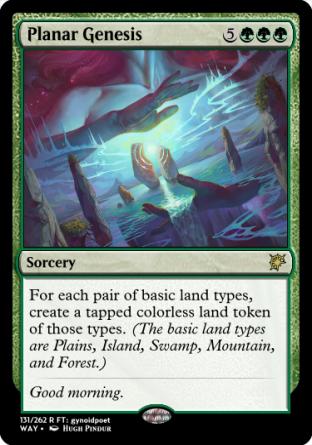 Planar Genesis 5
Sorcery
For each pair of basic land types,
create a tapped colorless land token
of those types. (The basic land types
are Plains, Island, Swamp, Mountain,
and Forest.)
Good morning.
131/262 R FT: gynoidpoet
WAY • HUGH PINDUR